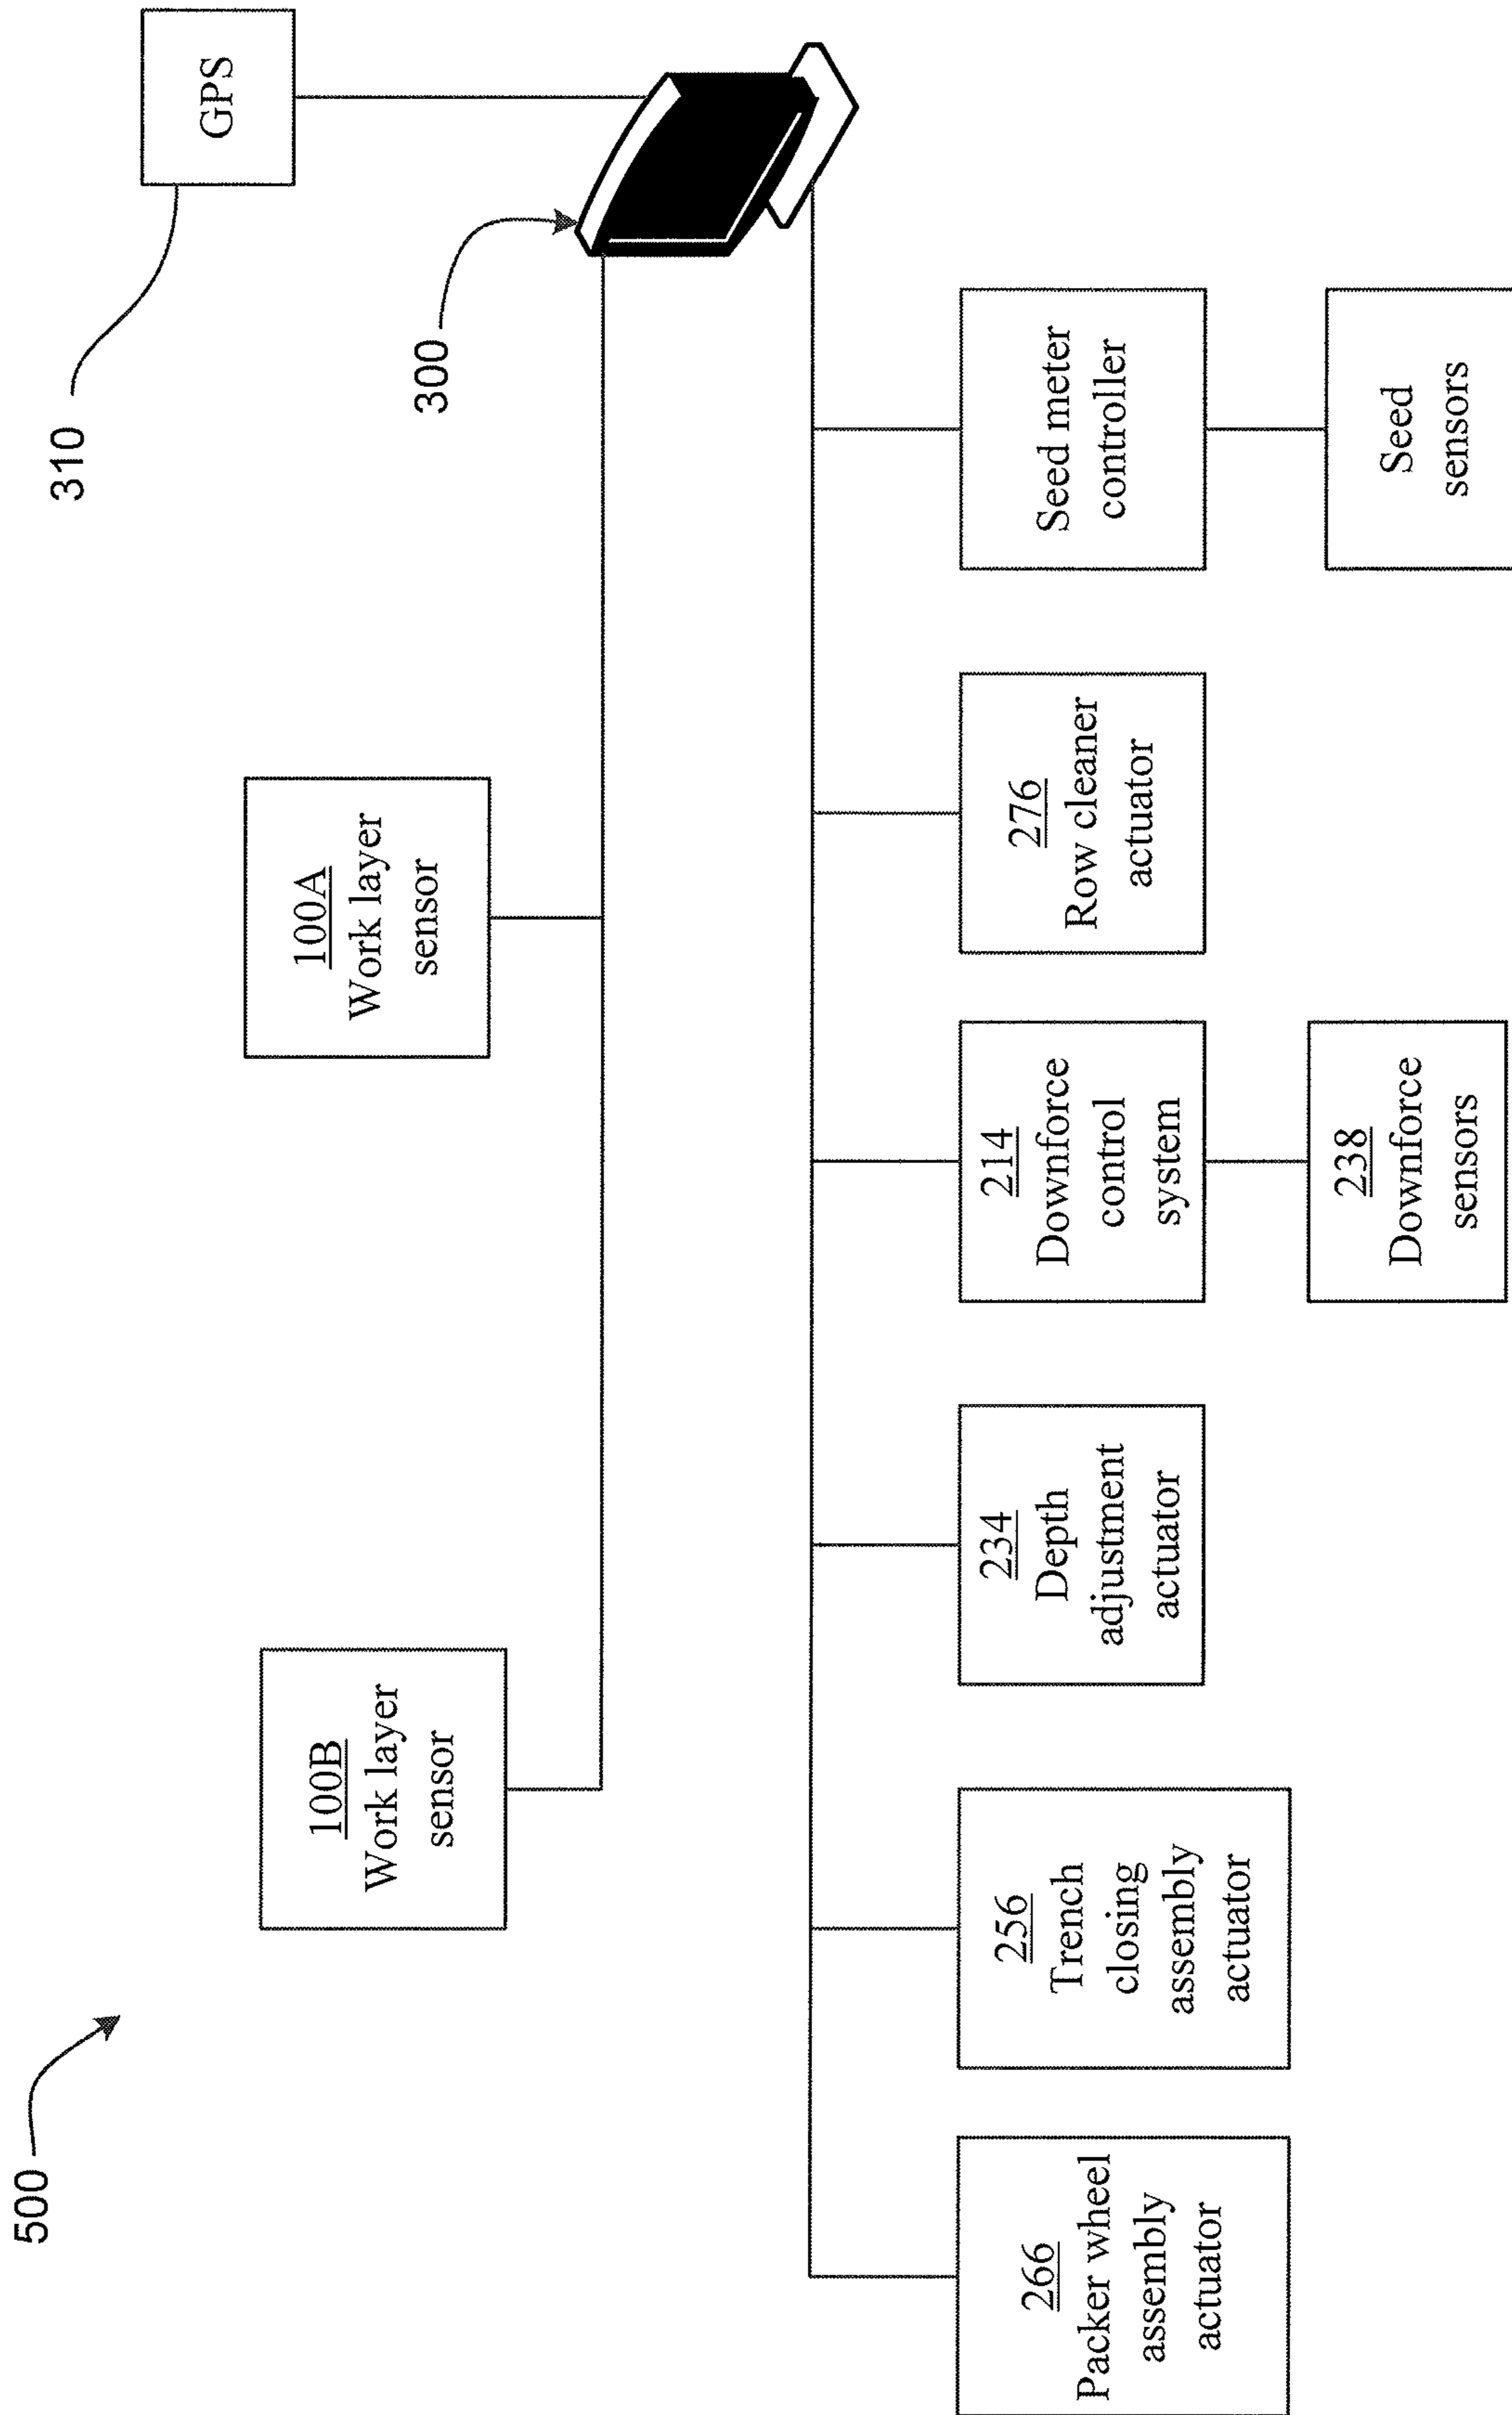 500
310
GPS
300
100B
Work layer
sensor
100A
Work layer
sensor
266
Packer wheel
assembly
actuator
256
Trench
closing
assembly
actuator
234
Depth
adjustment
actuator
214
Downforce
control
system
276
Row cleaner
actuator
Seed meter
controller
238
Downforce
sensors
Seed
sensors